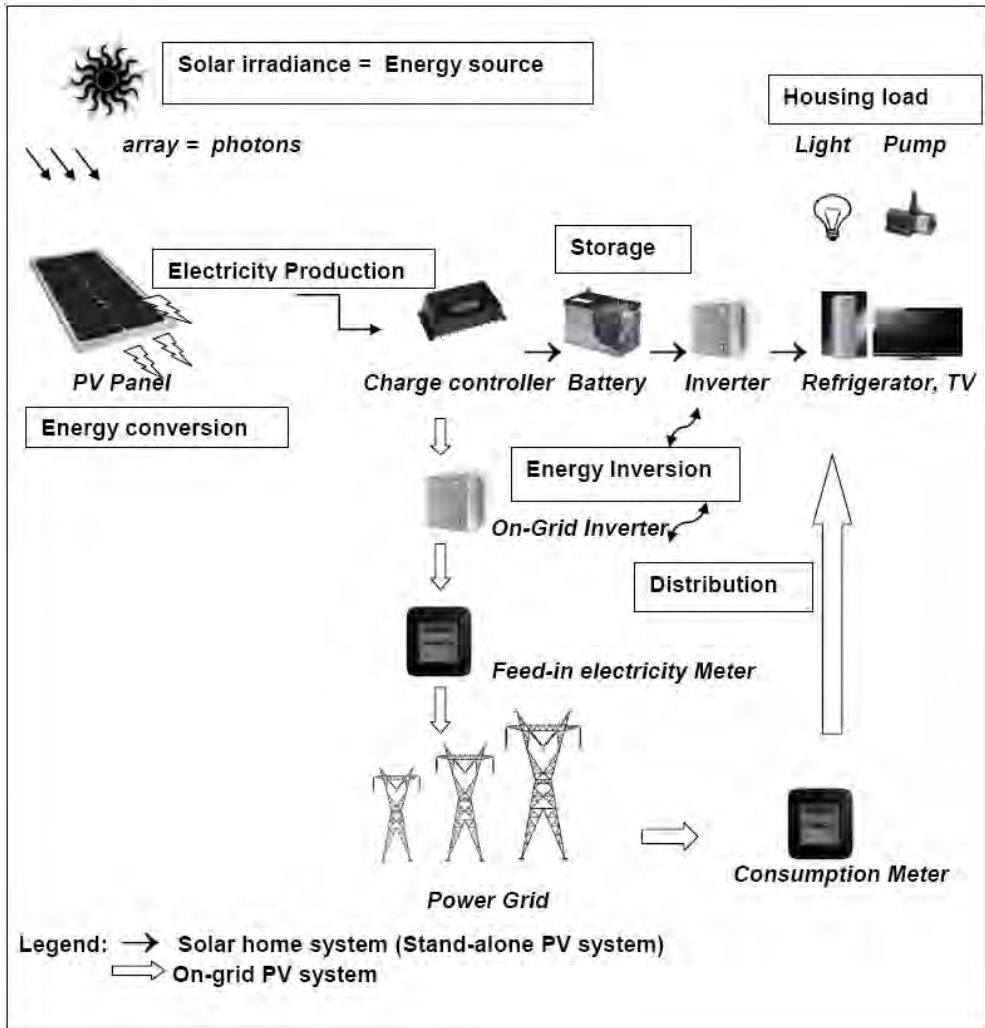 Solar irradiance = Energy source
Housing load
array = photons
Light Pump
Storage
Electricity Production
PV Panel
Charge controller Battery Inverter Refrigerator, TV
Energy conversion
Energy Inversion
On-Grid Inverter
Distribution
Feed-in electricity Meter
Consumption Meter
Power Grid
Legend: → Solar home system (Stand-alone PV system)
⇨ On-grid PV system